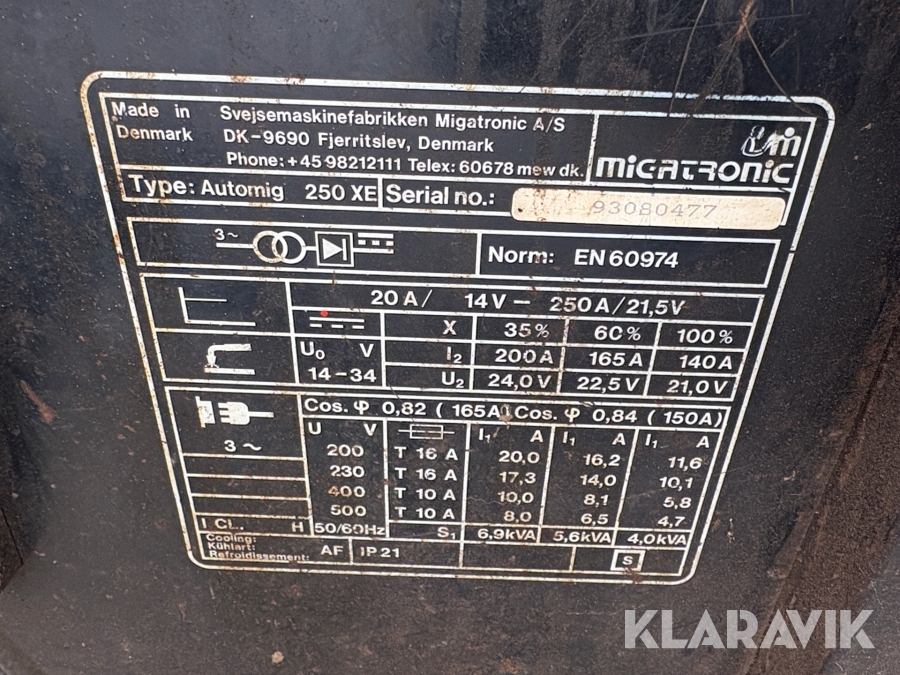 Made in Denmark
Svejsemaskinefabrikken Migatronic A/S
DK-9690 Fjerritslev, Denmark
Phone: +45 98212111 Telex: 60678 mew dk.
MIGATRONIC
Type: Automig 250 XE
Serial no.: 93080477
3~
Norm: EN 60974
20 A/ 14 V - 250 A/21,5 V
X 35% 60% 100%
U₀ V I₂ 200 A 165 A 140 A
14-34 U₂ 24,0 V 22,5 V 21,0 V
Cos. φ 0,82 ( 165A) Cos. φ 0,84 ( 150A)
3~ U V I₁ A I₁ A I₁ A
200 T 16 A 20,0 16,2 11,6
230 T 16 A 17,3 14,0 10,1
400 T 10 A 10,0 8,1 5,8
500 T 10 A 8,0 6,5 4,7
I CL. H 50/60Hz S₁ 6,9kVA 5,6kVA 4,0kVA
Cooling:
Kühlart:
Refroidissement: AF IP 21 S
KLARAVIK